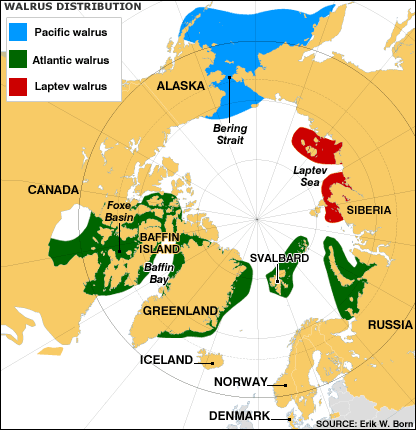 WALRUS DISTRIBUTION
Pacific walrus
Atlantic walrus
Laptev walrus
ALASKA
Bering
Strait
Laptev
Sea
CANADA
Foxe
Basin
SIBERIA
BAFFIN
ISLAND
Baffin
Bay
SVALBARD
GREENLAND
RUSSIA
ICELAND
NORWAY
DENMARK
SOURCE: Erik W. Born